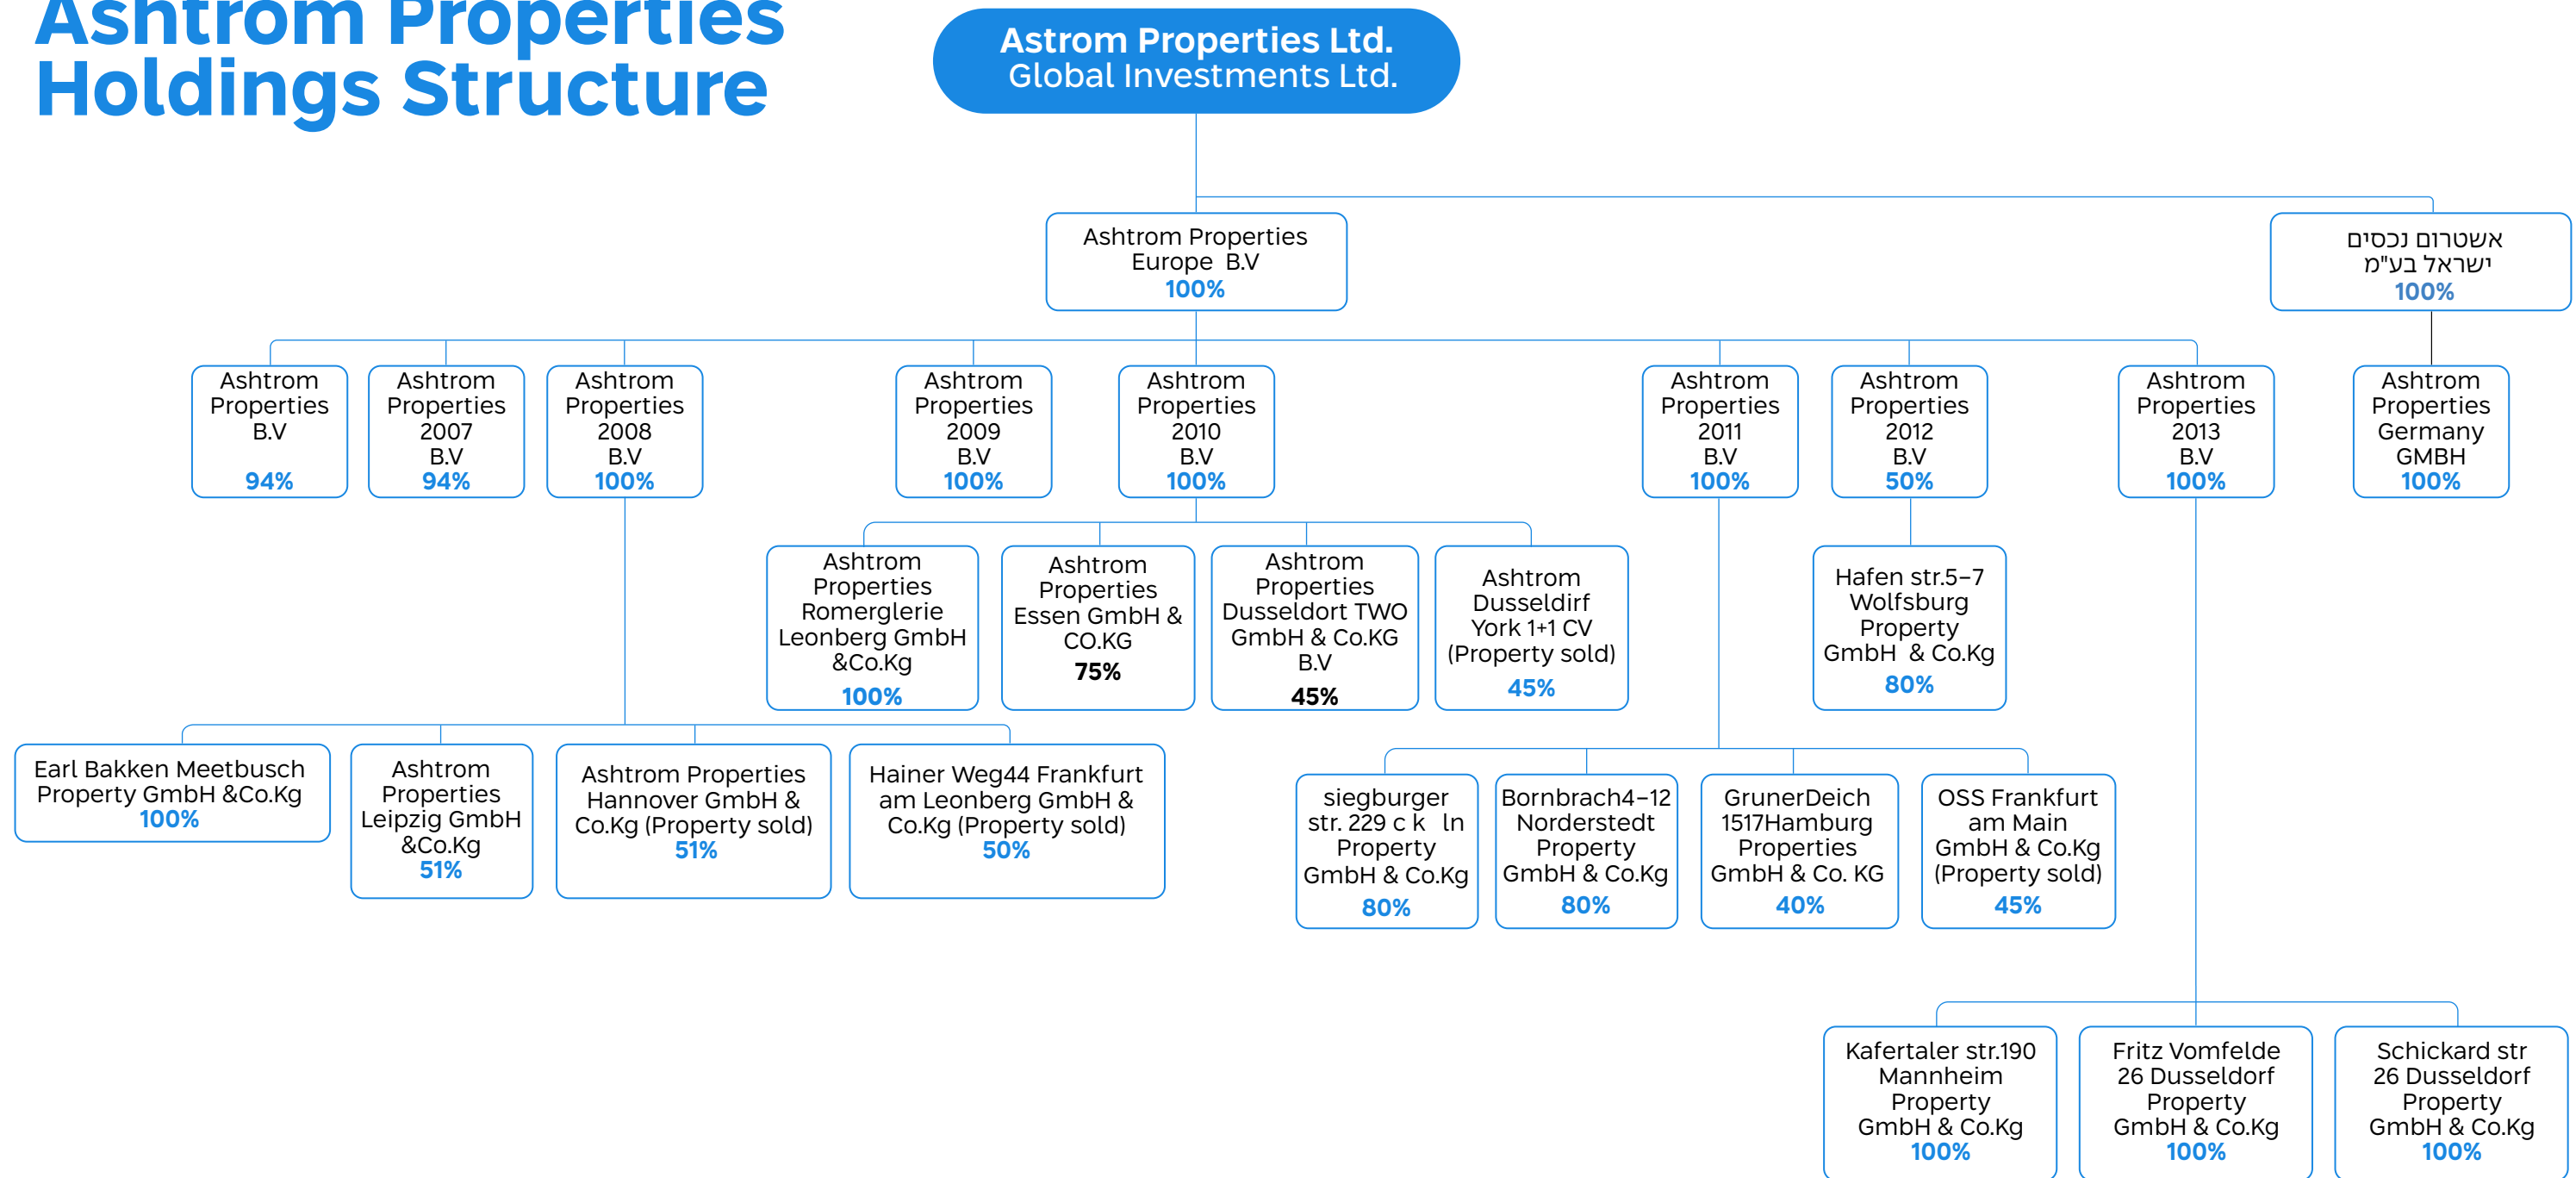 Ashtrom Properties
Holdings Structure
Astrom Properties Ltd.
Global Investments Ltd.
Ashtrom Properties
Europe B.V
100%
אשטרום נכסים
ישראל בע"מ
100%
Ashtrom
Properties
B.V
94%
Ashtrom
Properties
2007
B.V
94%
Ashtrom
Properties
2008
B.V
100%
Ashtrom
Properties
2009
B.V
100%
Ashtrom
Properties
2010
B.V
100%
Ashtrom
Properties
2011
B.V
100%
Ashtrom
Properties
2012
B.V
50%
Ashtrom
Properties
2013
B.V
100%
Ashtrom
Properties
Germany
GMBH
100%
Ashtrom
Properties
Romerglerie
Leonberg GmbH
&Co.Kg
100%
Ashtrom
Properties
Essen GmbH &
CO.KG
75%
Ashtrom
Properties
Dusseldort TWO
GmbH & Co.KG
B.V
45%
Ashtrom
Dusseldirf
York 1+1 CV
(Property sold)
45%
Hafen str.5-7
Wolfsburg
Property
GmbH & Co.Kg
80%
Earl Bakken Meetbusch
Property GmbH &Co.Kg
100%
Ashtrom
Properties
Leipzig GmbH
&Co.Kg
51%
Ashtrom Properties
Hannover GmbH &
Co.Kg (Property sold)
51%
Hainer Weg44 Frankfurt
am Leonberg GmbH &
Co.Kg (Property sold)
50%
siegburger
str. 229 c k ln
Property
GmbH & Co.Kg
80%
Bornbrach4-12
Norderstedt
Property
GmbH & Co.Kg
80%
GrunerDeich
1517Hamburg
Properties
GmbH & Co. KG
40%
OSS Frankfurt
am Main
GmbH & Co.Kg
(Property sold)
45%
Kafertaler str.190
Mannheim
Property
GmbH & Co.Kg
100%
Fritz Vomfelde
26 Dusseldorf
Property
GmbH & Co.Kg
100%
Schickard str
26 Dusseldorf
Property
GmbH & Co.Kg
100%